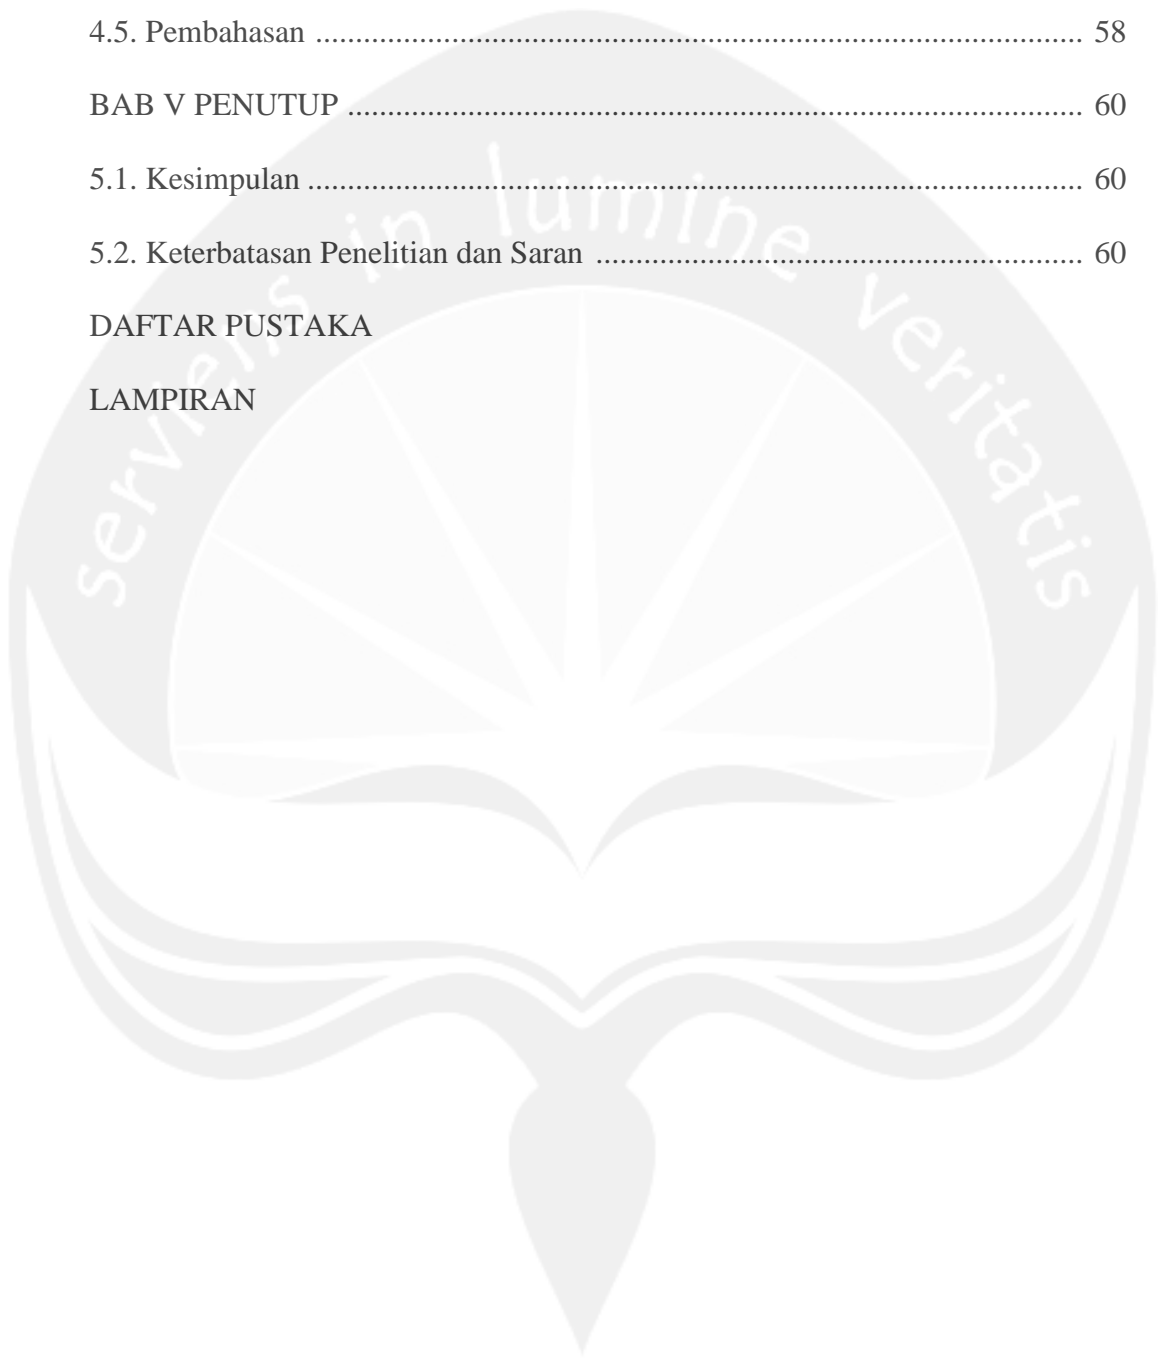 4.5. Pembahasan ................................................................................................ 58
BAB V PENUTUP ............................................................................................ 60
5.1. Kesimpulan ................................................................................................. 60
5.2. Keterbatasan Penelitian dan Saran ............................................................. 60
DAFTAR PUSTAKA
LAMPIRAN
serviens in lumine veritatis